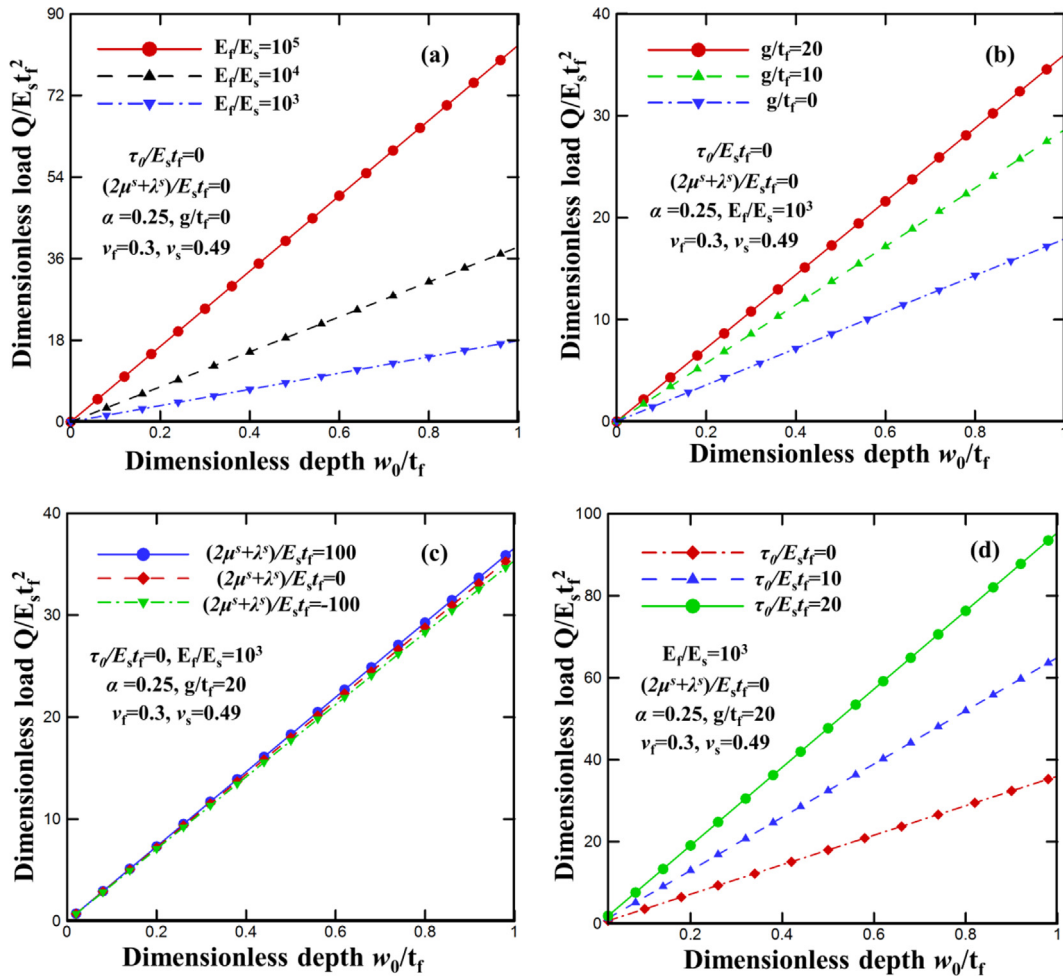 (a)
E_f/E_s=10^5
E_f/E_s=10^4
E_f/E_s=10^3
τ_0/E_st_f=0
(2μ^s+λ^s)/E_st_f=0
α =0.25, g/t_f=0
v_f=0.3, v_s=0.49
90
72
54
36
18
0
0
0.2
0.4
0.6
0.8
1
Dimensionless load Q/E_st_f^2
Dimensionless depth w_0/t_f
(b)
g/t_f=20
g/t_f=10
g/t_f=0
τ_0/E_st_f=0
(2μ^s+λ^s)/E_st_f=0
α =0.25, E_f/E_s=10^3
v_f=0.3, v_s=0.49
40
30
20
10
0
0
0.2
0.4
0.6
0.8
1
Dimensionless load Q/E_st_f^2
Dimensionless depth w_0/t_f
(c)
(2μ^s+λ^s)/E_st_f=100
(2μ^s+λ^s)/E_st_f=0
(2μ^s+λ^s)/E_st_f=-100
τ_0/E_st_f=0, E_f/E_s=10^3
α =0.25, g/t_f=20
v_f=0.3, v_s=0.49
40
30
20
10
0
0
0.2
0.4
0.6
0.8
1
Dimensionless load Q/E_st_f^2
Dimensionless depth w_0/t_f
(d)
τ_0/E_st_f=0
τ_0/E_st_f=10
τ_0/E_st_f=20
E_f/E_s=10^3
(2μ^s+λ^s)/E_st_f=0
α =0.25, g/t_f=20
v_f=0.3, v_s=0.49
100
80
60
40
20
0
0.2
0.4
0.6
0.8
1
Dimensionless load Q/E_st_f^2
Dimensionless depth w_0/t_f